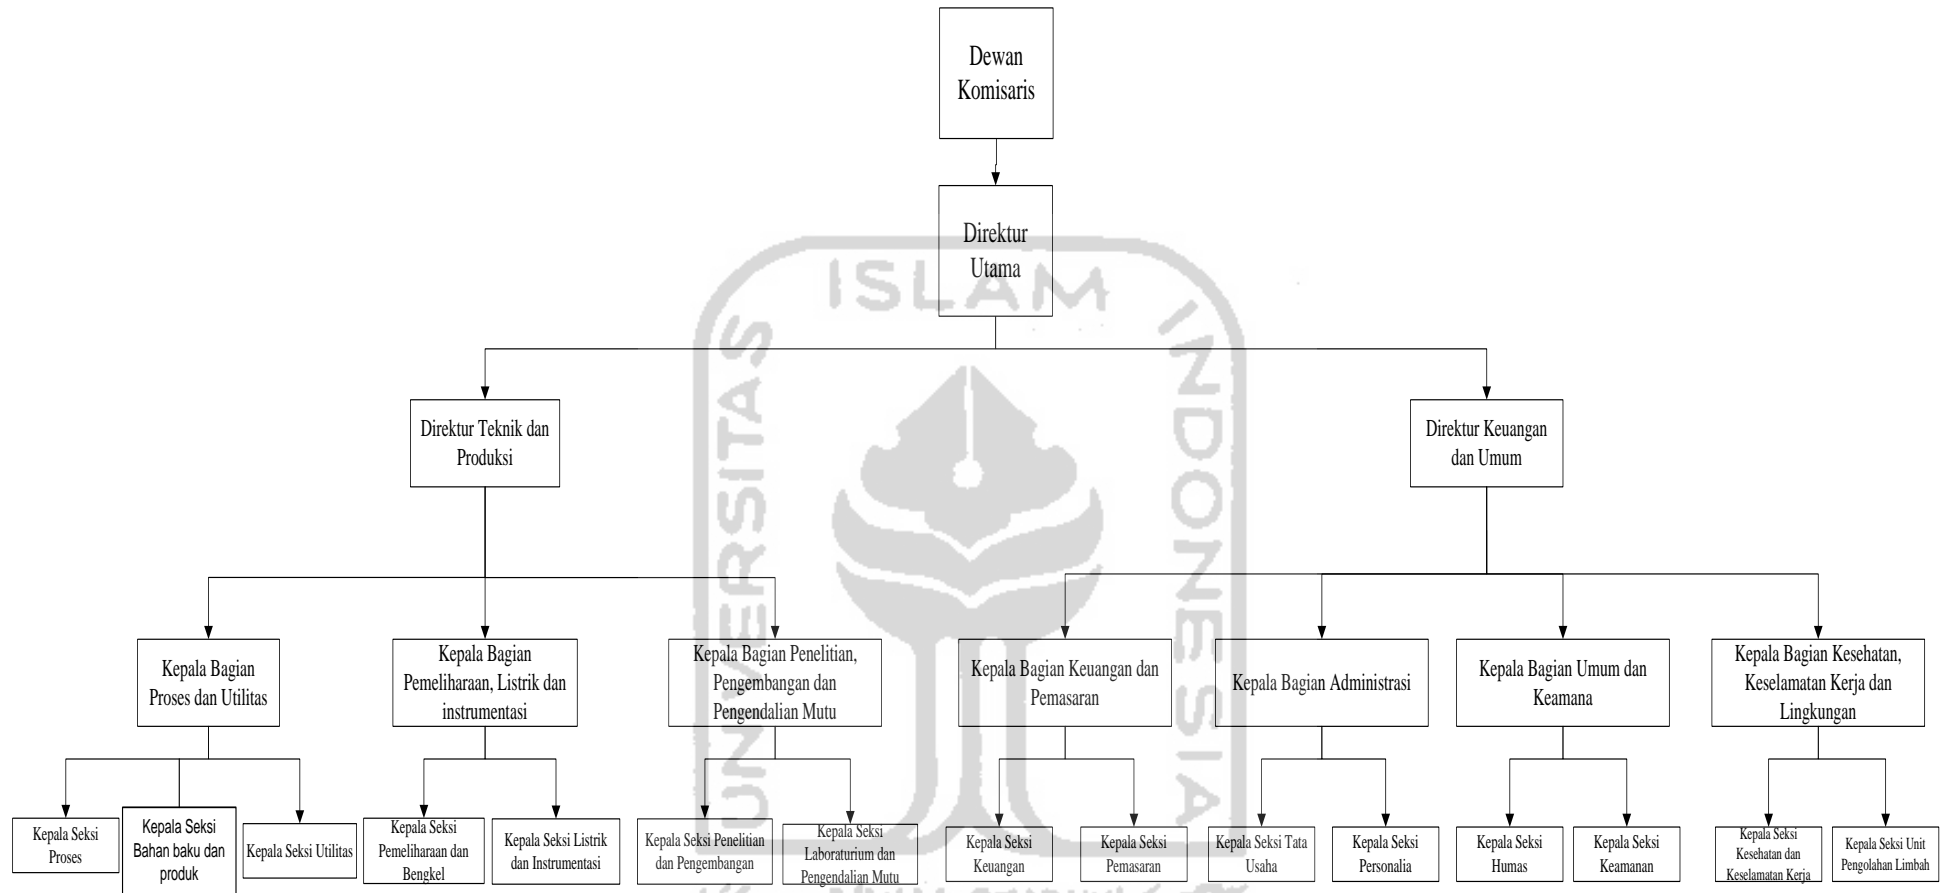 Dewan
Komisaris
Direktur
Utama
ISLAM
UNIVERSITAS
INDONESIA
Direktur Teknik dan
Produksi
Direktur Keuangan
dan Umum
Kepala Bagian
Proses dan Utilitas
Kepala Bagian
Pemeliharaan, Listrik dan
instrumentasi
Kepala Bagian Penelitian,
Pengembangan dan
Pengendalian Mutu
Kepala Bagian Keuangan dan
Pemasaran
Kepala Bagian Administrasi
Kepala Bagian Umum dan
Keamana
Kepala Bagian Kesehatan,
Keselamatan Kerja dan
Lingkungan
Kepala Seksi
Proses
Kepala Seksi
Bahan baku dan
produk
Kepala Seksi Utilitas
Kepala Seksi
Pemeliharaan dan
Bengkel
Kepala Seksi Listrik
dan Instrumentasi
Kepala Seksi Penelitian
dan Pengembangan
Kepala Seksi
Laboraturium dan
Pengendalian Mutu
Kepala Seksi
Keuangan
Kepala Seksi
Pemasaran
Kepala Seksi Tata
Usaha
Kepala Seksi
Personalia
Kepala Seksi
Humas
Kepala Seksi
Keamanan
Kepala Seksi
Kesehatan dan
Keselamatan Kerja
Kepala Seksi Unit
Pengolahan Limbah